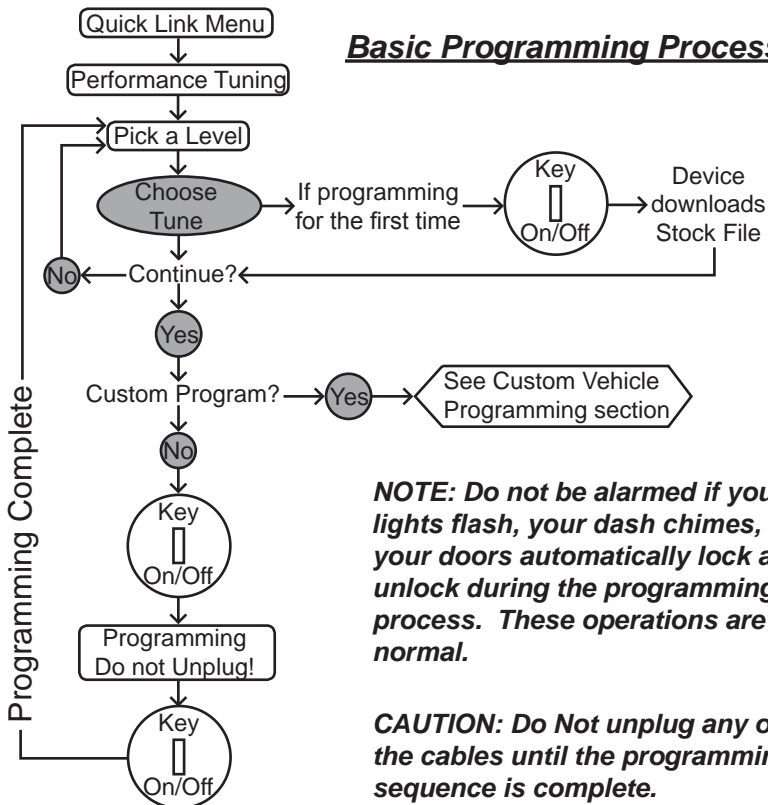 Quick Link Menu
Basic Programming Process
Performance Tuning
Pick a Level
Choose
Tune
If programming
for the first time
Key
On/Off
Device
downloads
Stock File
No
Continue?
Yes
Custom Program?
Yes
See Custom Vehicle
Programming section
No
Key
On/Off
Programming
Do not Unplug!
Key
On/Off
Programming Complete
NOTE: Do not be alarmed if you
lights flash, your dash chimes,
your doors automatically lock a
unlock during the programming
process. These operations are
normal.
CAUTION: Do Not unplug any o
the cables until the programmin
sequence is complete.